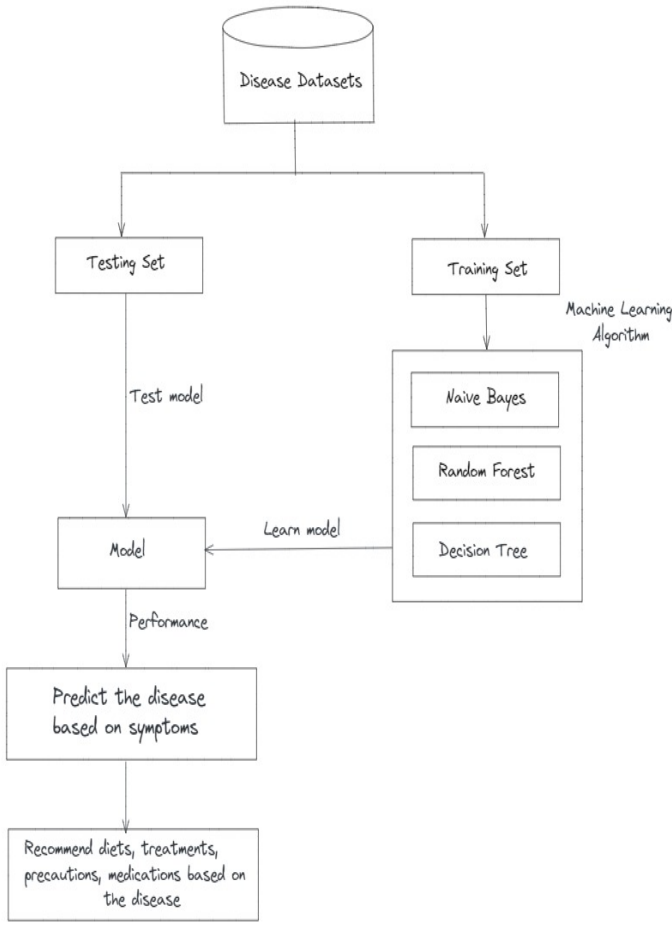 Disease Datasets
Testing Set
Training Set
Machine Learning
Algorithm
Naive Bayes
Test model
Random Forest
Learn model
Model
Decision Tree
Performance
Predict the disease
based on symptoms
Recommend diets, treatments,
precautions, medications based on
the disease